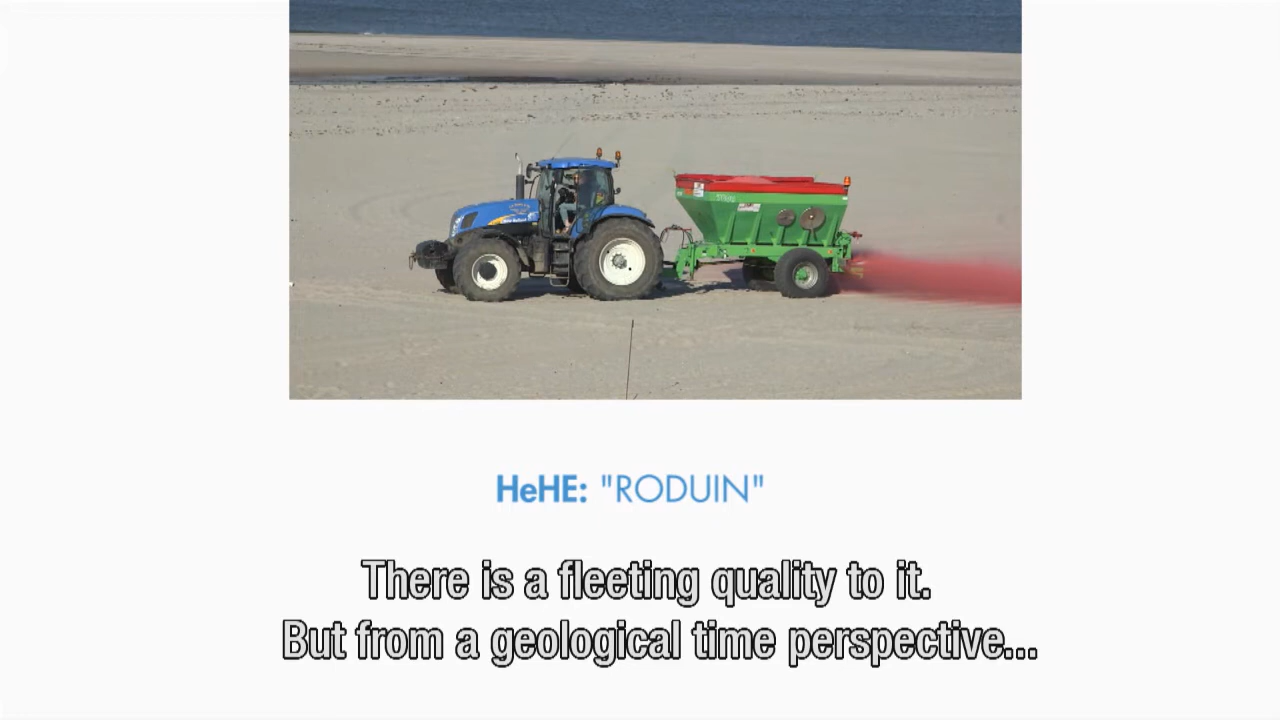 HeHE: "RODUIN"
There is a fleeting quality to it.
But from a geological time perspective...